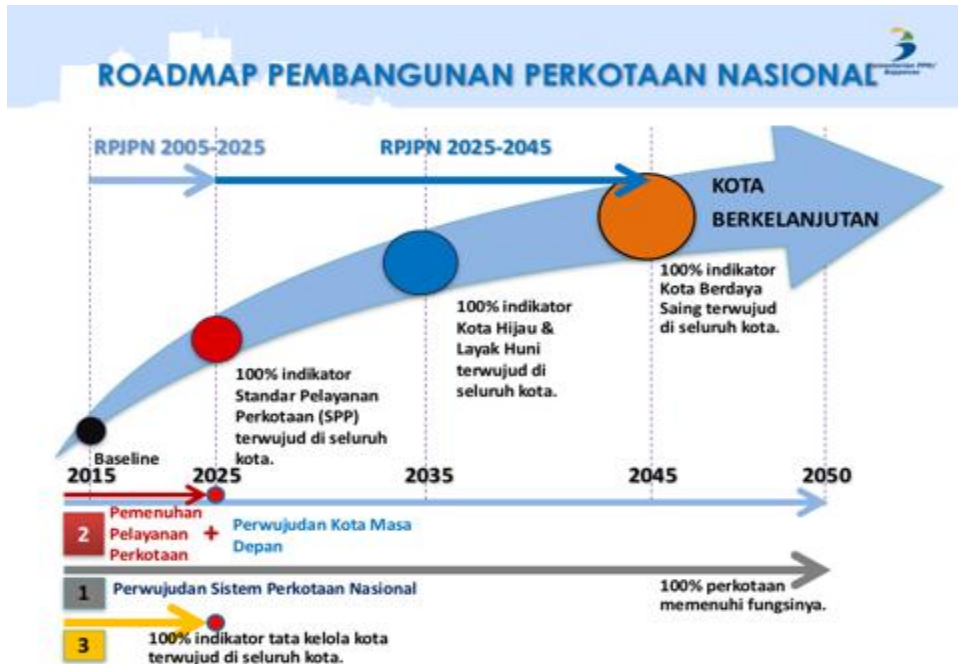 ROADMAP PEMBANGUNAN PERKOTAAN NASIONAL
Kementerian PPN/
Bappenas
RPJPN 2005-2025
RPJPN 2025-2045
KOTA
BERKELANJUTAN
100% indikator
Kota Berdaya
Saing terwujud
di seluruh kota.
100% indikator
Kota Hijau &
Layak Huni
terwujud di
seluruh kota.
100% indikator
Standar Pelayanan
Perkotaan (SPP)
terwujud di seluruh
kota.
Baseline
2015 2025 2035 2045 2050
2
Pemenuhan
Pelayanan
Perkotaan
+
Perwujudan Kota Masa
Depan
1
Perwujudan Sistem Perkotaan Nasional
100% perkotaan
memenuhi fungsinya.
3
100% indikator tata kelola kota
terwujud di seluruh kota.